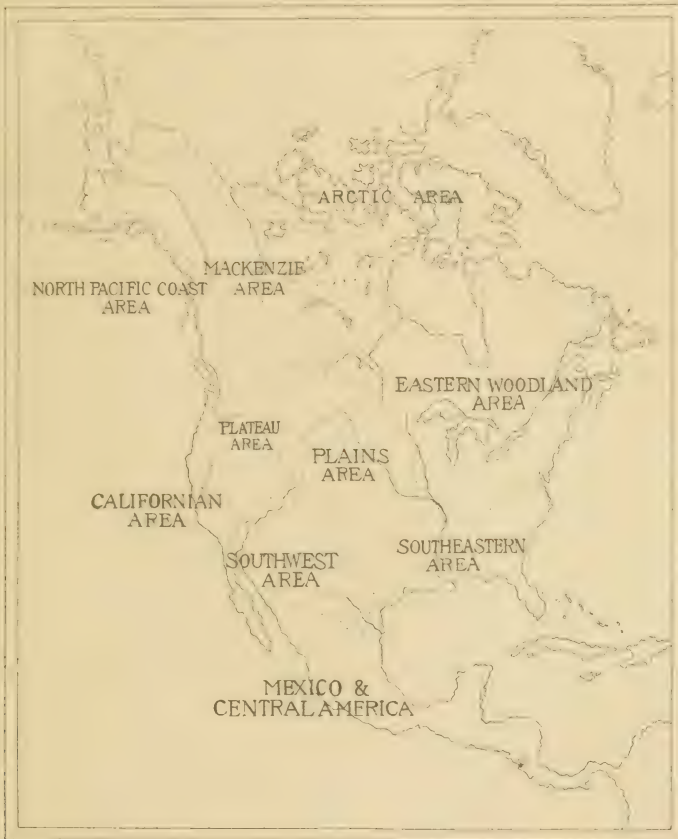 ARCTIC AREA
MACKENZIE
AREA
NORTH PACIFIC COAST
AREA
EASTERN WOODLAND
AREA
PLATEAU
AREA
PLAINS
AREA
CALIFORNIAN
AREA
SOUTHWEST
AREA
SOUTHEASTERN
AREA
MEXICO &
CENTRAL AMERICA